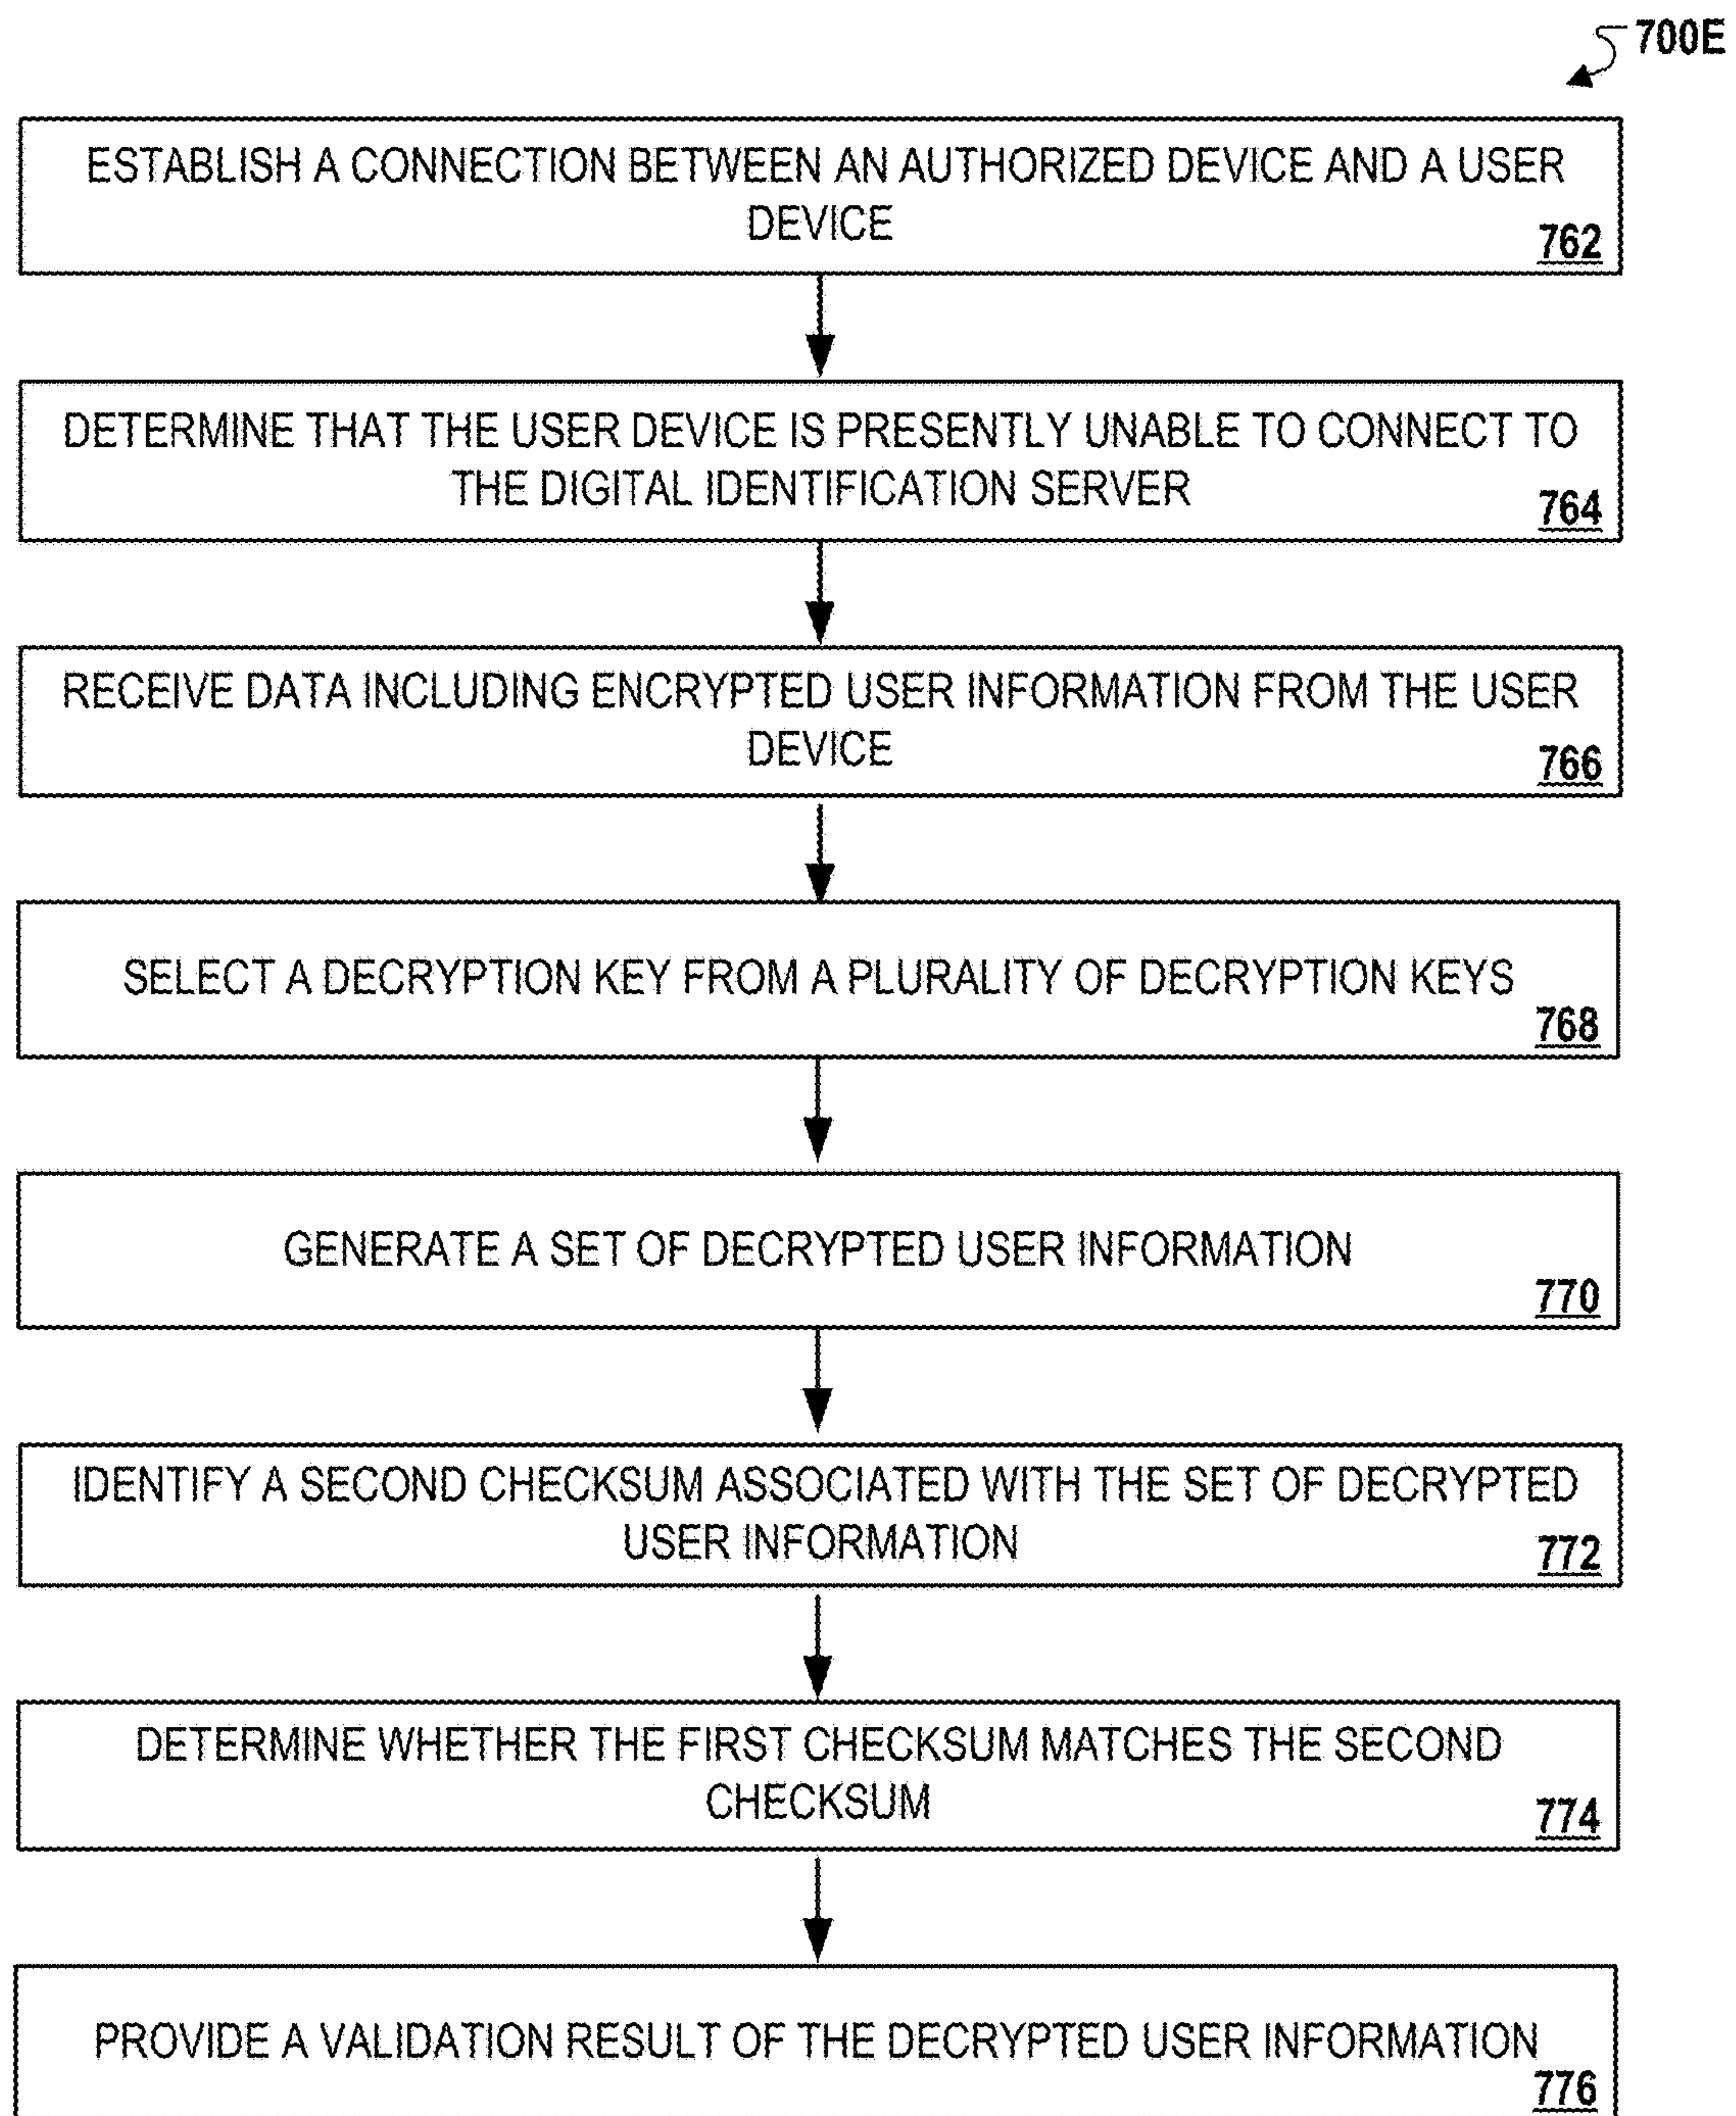 700E
ESTABLISH A CONNECTION BETWEEN AN AUTHORIZED DEVICE AND A USER
DEVICE
762
DETERMINE THAT THE USER DEVICE IS PRESENTLY UNABLE TO CONNECT TO
THE DIGITAL IDENTIFICATION SERVER
764
RECEIVE DATA INCLUDING ENCRYPTED USER INFORMATION FROM THE USER
DEVICE
766
SELECT A DECRYPTION KEY FROM A PLURALITY OF DECRYPTION KEYS
768
GENERATE A SET OF DECRYPTED USER INFORMATION
770
IDENTIFY A SECOND CHECKSUM ASSOCIATED WITH THE SET OF DECRYPTED
USER INFORMATION
772
DETERMINE WHETHER THE FIRST CHECKSUM MATCHES THE SECOND
CHECKSUM
774
PROVIDE A VALIDATION RESULT OF THE DECRYPTED USER INFORMATION
776